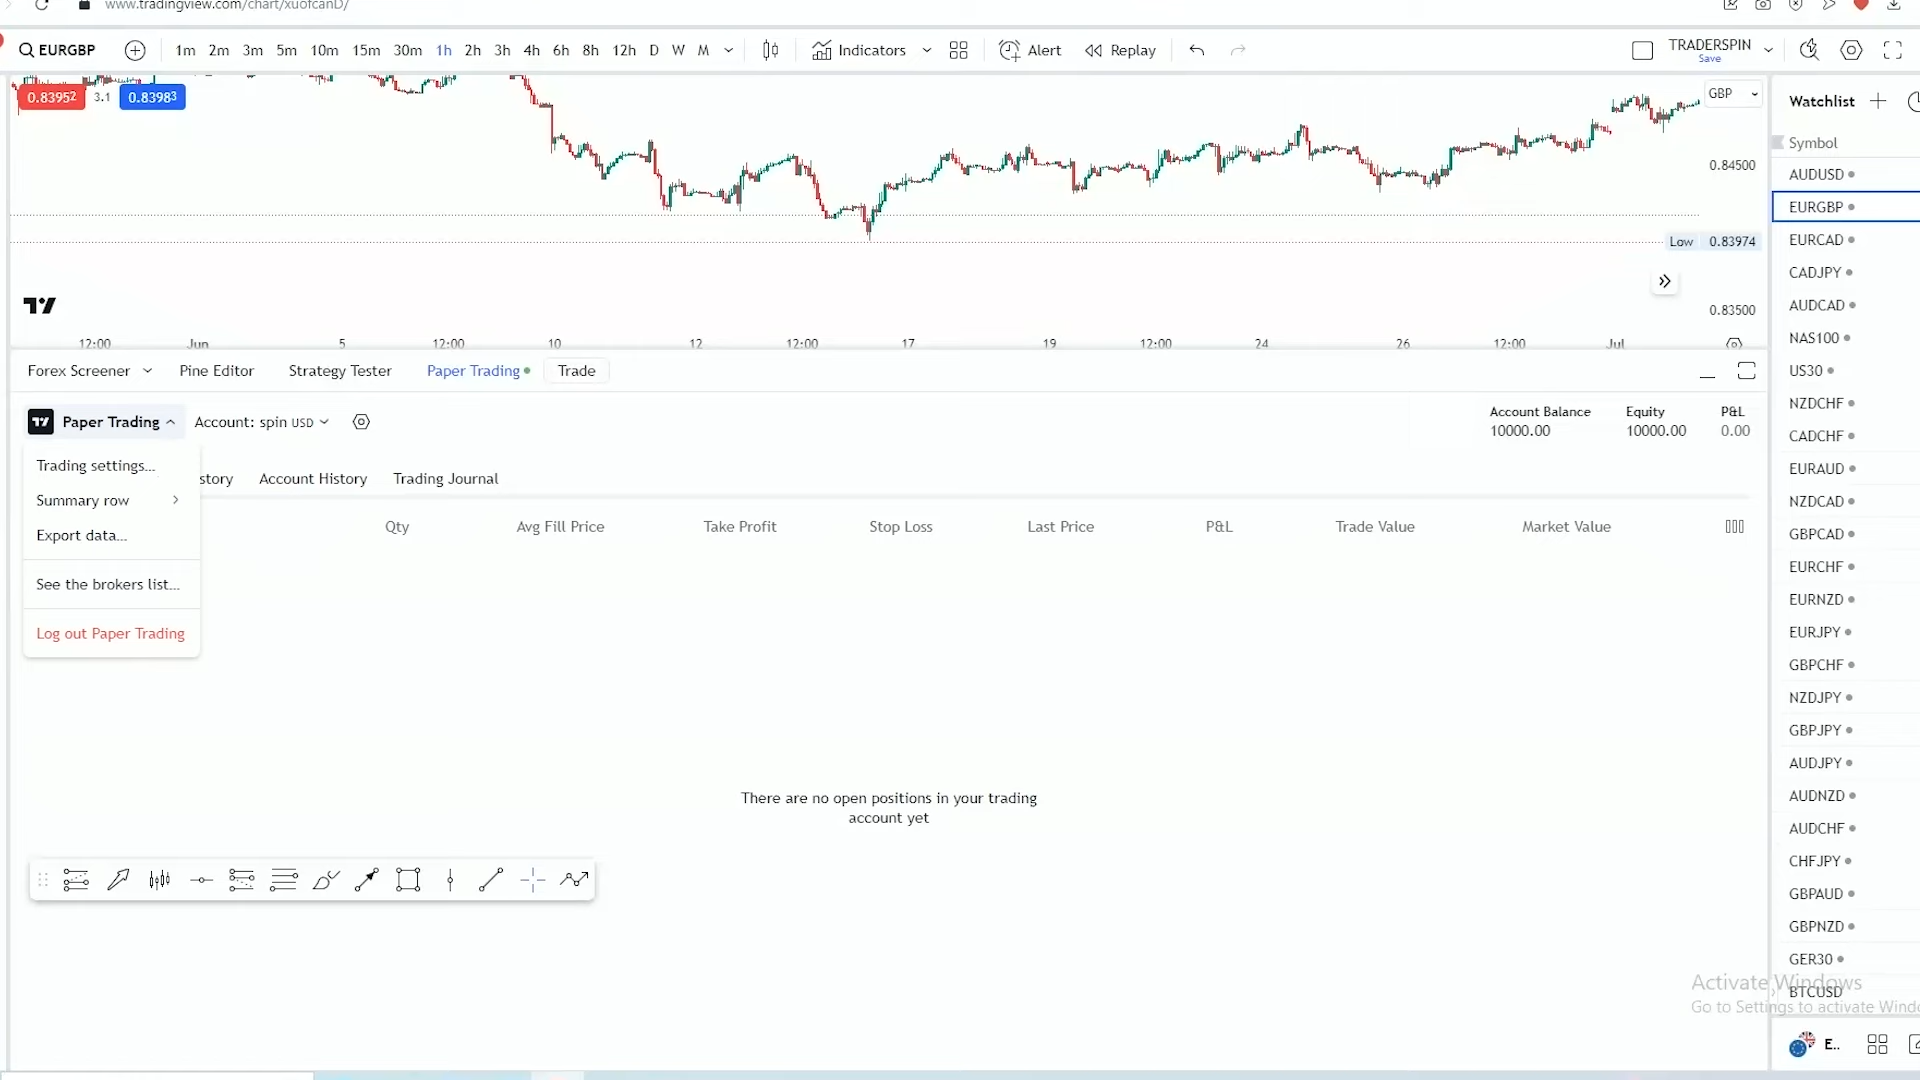 www.tradingview.com/chart/xuofcanD/
EURGBP 1m 2m 3m 5m 10m 15m 30m 1h 2h 3h 4h 6h 8h 12h D W M Indicators Alert Replay TRADERSPIN
Save
0.83952 3.1 0.83983
GBP
0.84500
Low 0.83974
0.83500
12:00 Jun 5 12:00 10 12 12:00 17 19 12:00 24 26 12:00 Jul
Forex Screener Pine Editor Strategy Tester Paper Trading Trade
Paper Trading Account: spin USD
Account Balance Equity P&L
10000.00 10000.00 0.00
Trading settings...
Summary row
Export data...
See the brokers list...
Log out Paper Trading
story Account History Trading Journal
Qty Avg Fill Price Take Profit Stop Loss Last Price P&L Trade Value Market Value
There are no open positions in your trading
account yet
Watchlist
Symbol
AUDUSD
EURGBP
EURCAD
CADJPY
AUDCAD
NAS100
US30
NZDCHF
CADCHF
EURAUD
NZDCAD
GBPCAD
EURCHF
EURNZD
EURJPY
GBPCHF
NZDJPY
GBPJPY
AUDJPY
AUDNZD
AUDCHF
CHFJPY
GBPAUD
GBPNZD
GER30
BTCUSD
Activate Windows
Go to Settings to activate Windo
E..